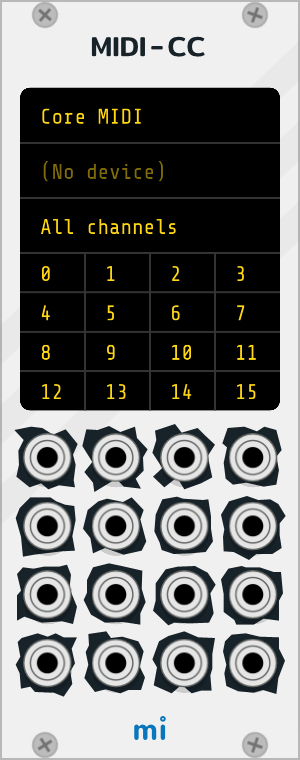 MIDI-CC
Core MIDI
(No device)
All channels
0 1 2 3
4 5 6 7
8 9 10 11
12 13 14 15
mi